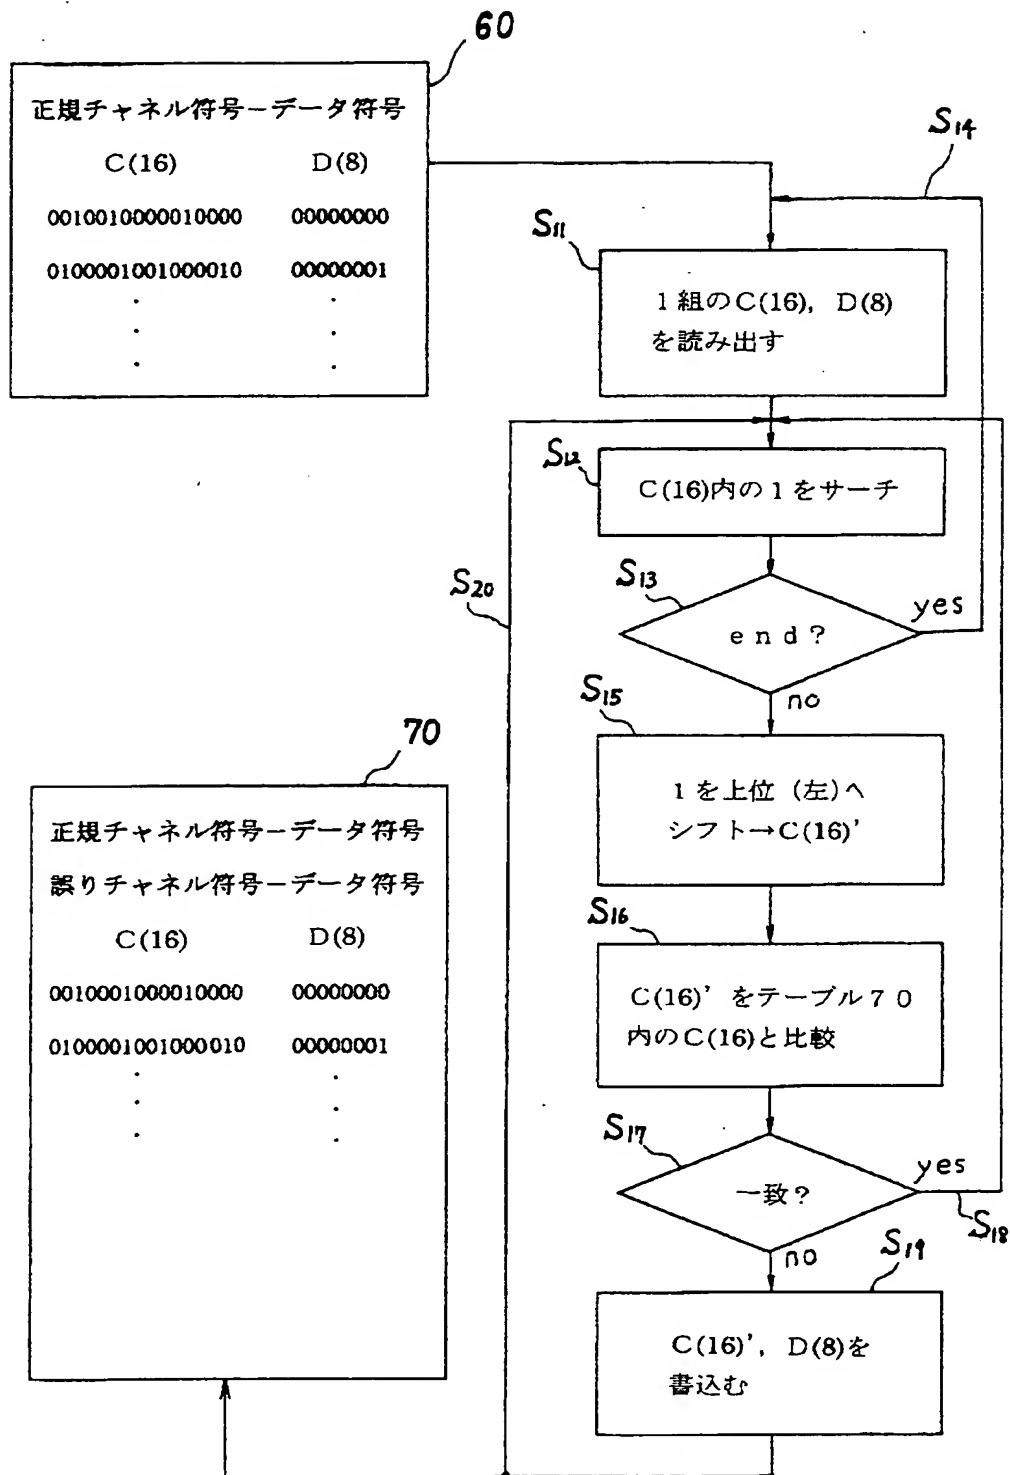 60
正規チャネル符号－データ符号
C(16) D(8)
0010010000010000 00000000
0100001001000010 00000001
S14
S11
1組のC(16), D(8)
を読み出す
S12
C(16)内の1をサーチ
S20
S13
end?
yes
no
S15
1を上位 (左)へ
シフト→C(16)'
70
正規チャネル符号－データ符号
誤りチャネル符号－データ符号
C(16) D(8)
0010001000010000 00000000
0100001001000010 00000001
S16
C(16)'をテーブル70
内のC(16)と比較
S17
一致?
yes
S18
no
S19
C(16)', D(8)を
書込む